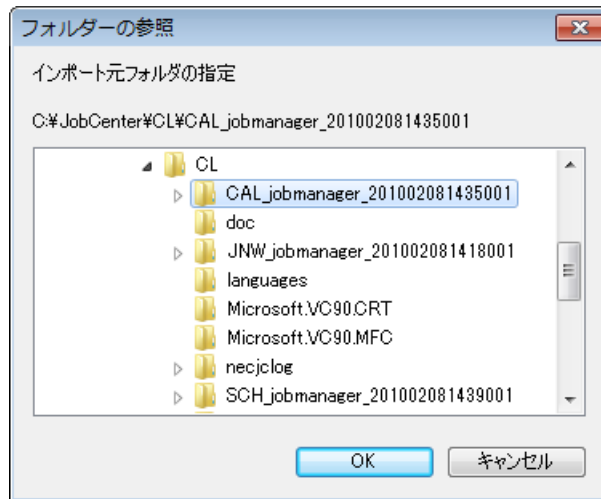 フォルダーの参照
インポート元フォルダの指定
C:¥JobCenter¥CL¥CAL_jobmanager_201002081435001
CL
CAL_jobmanager_201002081435001
doc
JNW_jobmanager_201002081418001
languages
Microsoft.VC90.CRT
Microsoft.VC90.MFC
necjclog
SCH_jobmanager_201002081439001
OK
キャンセル